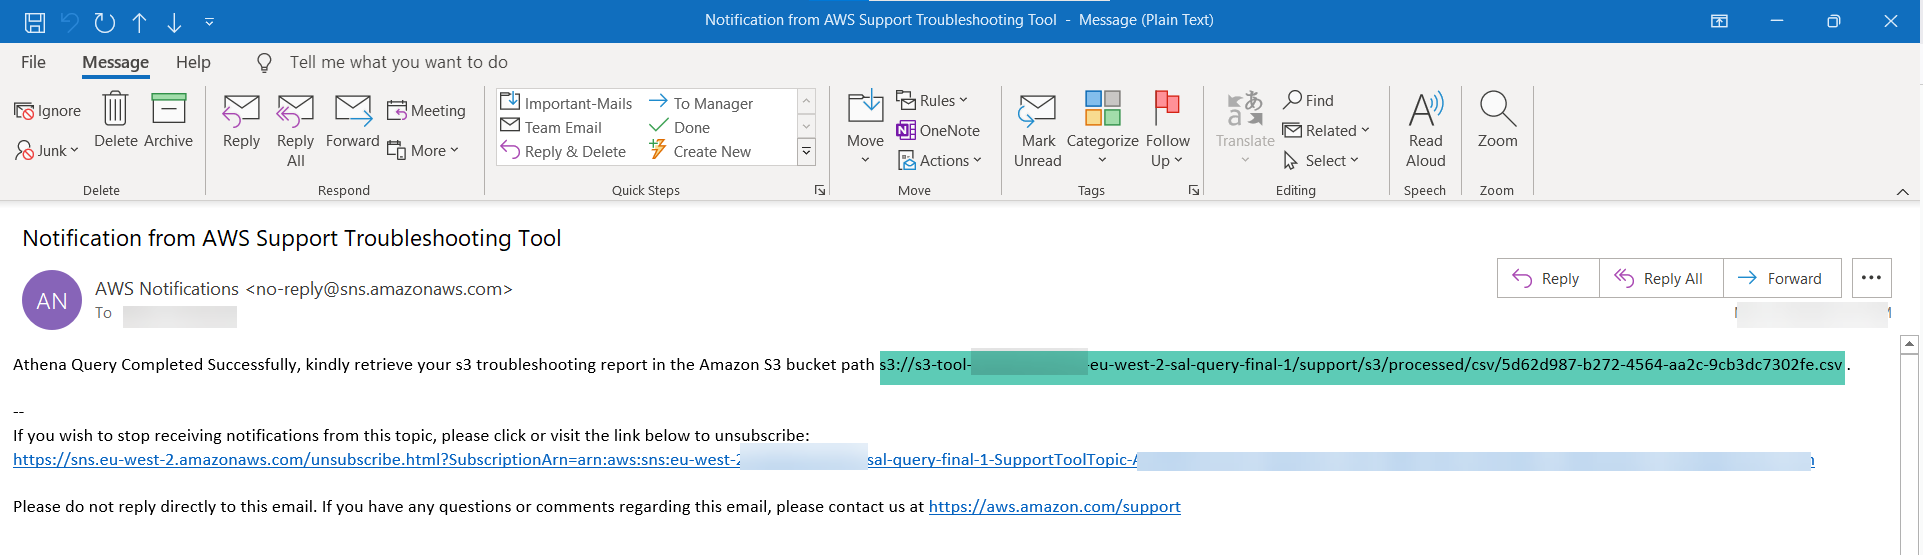 Notification from AWS Support Troubleshooting Tool - Message (Plain Text)
File Message Help Tell me what you want to do
Ignore
Junk
Delete
Archive
Delete
Reply
Reply All
Forward
Meeting
More
Respond
Important-Mails
Team Email
Reply & Delete
To Manager
Done
Create New
Quick Steps
Move
Rules
OneNote
Actions
Move
Mark Unread
Categorize
Follow Up
Tags
Translate
Find
Related
Select
Editing
Read Aloud
Speech
Zoom
Zoom
Notification from AWS Support Troubleshooting Tool
AN
AWS Notifications <no-reply@sns.amazonaws.com>
To
Reply
Reply All
Forward
Athena Query Completed Successfully, kindly retrieve your s3 troubleshooting report in the Amazon S3 bucket path s3://s3-tool- -eu-west-2-sal-query-final-1/support/s3/processed/csv/5d62d987-b272-4564-aa2c-9cb3dc7302fe.csv .
--
If you wish to stop receiving notifications from this topic, please click or visit the link below to unsubscribe:
https://sns.eu-west-2.amazonaws.com/unsubscribe.html?SubscriptionArn=arn:aws:sns:eu-west-2 sal-query-final-1-SupportToolTopic-
Please do not reply directly to this email. If you have any questions or comments regarding this email, please contact us at https://aws.amazon.com/support